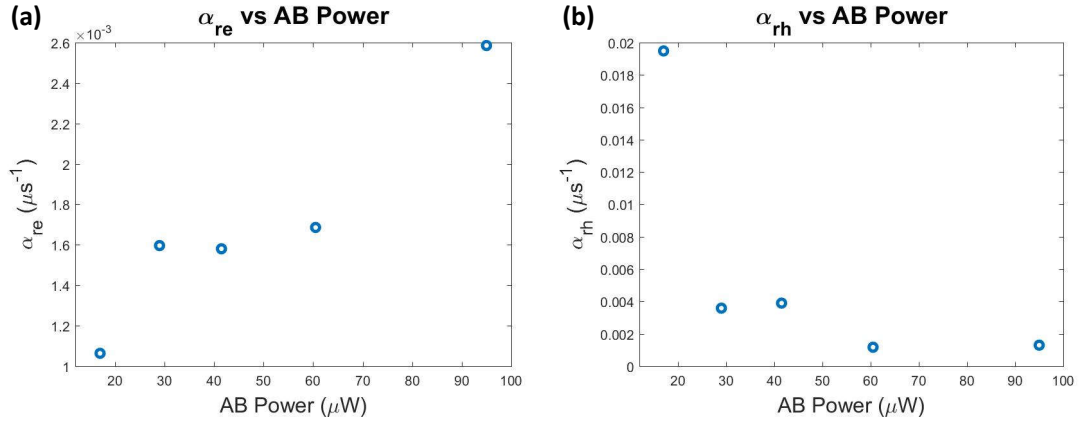 (a)
α_re vs AB Power
×10^-3
2.6
2.4
2.2
2
1.8
1.6
1.4
1.2
1
α_re (μs^-1)
20 30 40 50 60 70 80 90 100
AB Power (μW)
(b)
α_rh vs AB Power
0.02
0.018
0.016
0.014
0.012
0.01
0.008
0.006
0.004
0.002
0
α_rh (μs^-1)
20 30 40 50 60 70 80 90 100
AB Power (μW)